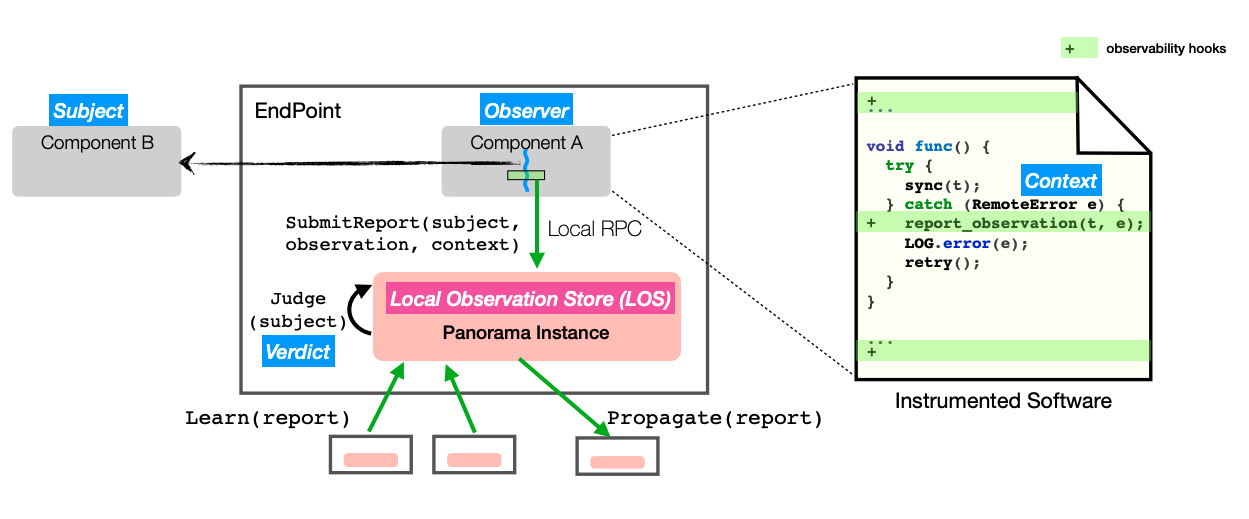 + observability hooks
Subject
Component B
EndPoint
Observer
Component A
SubmitReport(subject,
observation, context)
Local RPC
Judge
(subject)
Verdict
Local Observation Store (LOS)
Panorama Instance
Learn(report)
Propagate(report)
+
...
void func() {
try {
sync(t);
Context
} catch (RemoteError e) {
+ report_observation(t, e);
LOG.error(e);
retry();
}
}
...
+
Instrumented Software